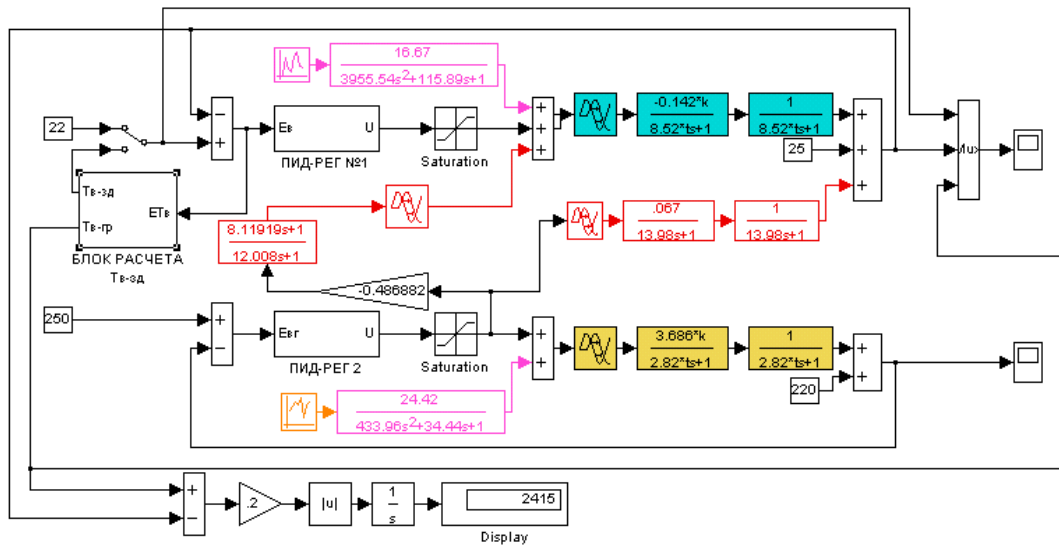 16.67
3955.54s2+115.89s+1
22
−
+
Eв
U
ПИД-РЕГ №1
Saturation
+
+
+
-0.142*k
8.52*ts+1
1
8.52*ts+1
25
+
+
+
Тв-зд
Тв-гр
ETв
БЛОК РАСЧЕТА
Тв-зд
8.11919s+1
12.008s+1
.067
13.98s+1
1
13.98s+1
-0.486882
250
+
−
Eвг
U
ПИД-РЕГ 2
Saturation
+
+
3.686*k
2.82*ts+1
1
2.82*ts+1
220
+
+
24.42
433.96s2+34.44s+1
+
−
.2
|u|
1
s
2415
Display